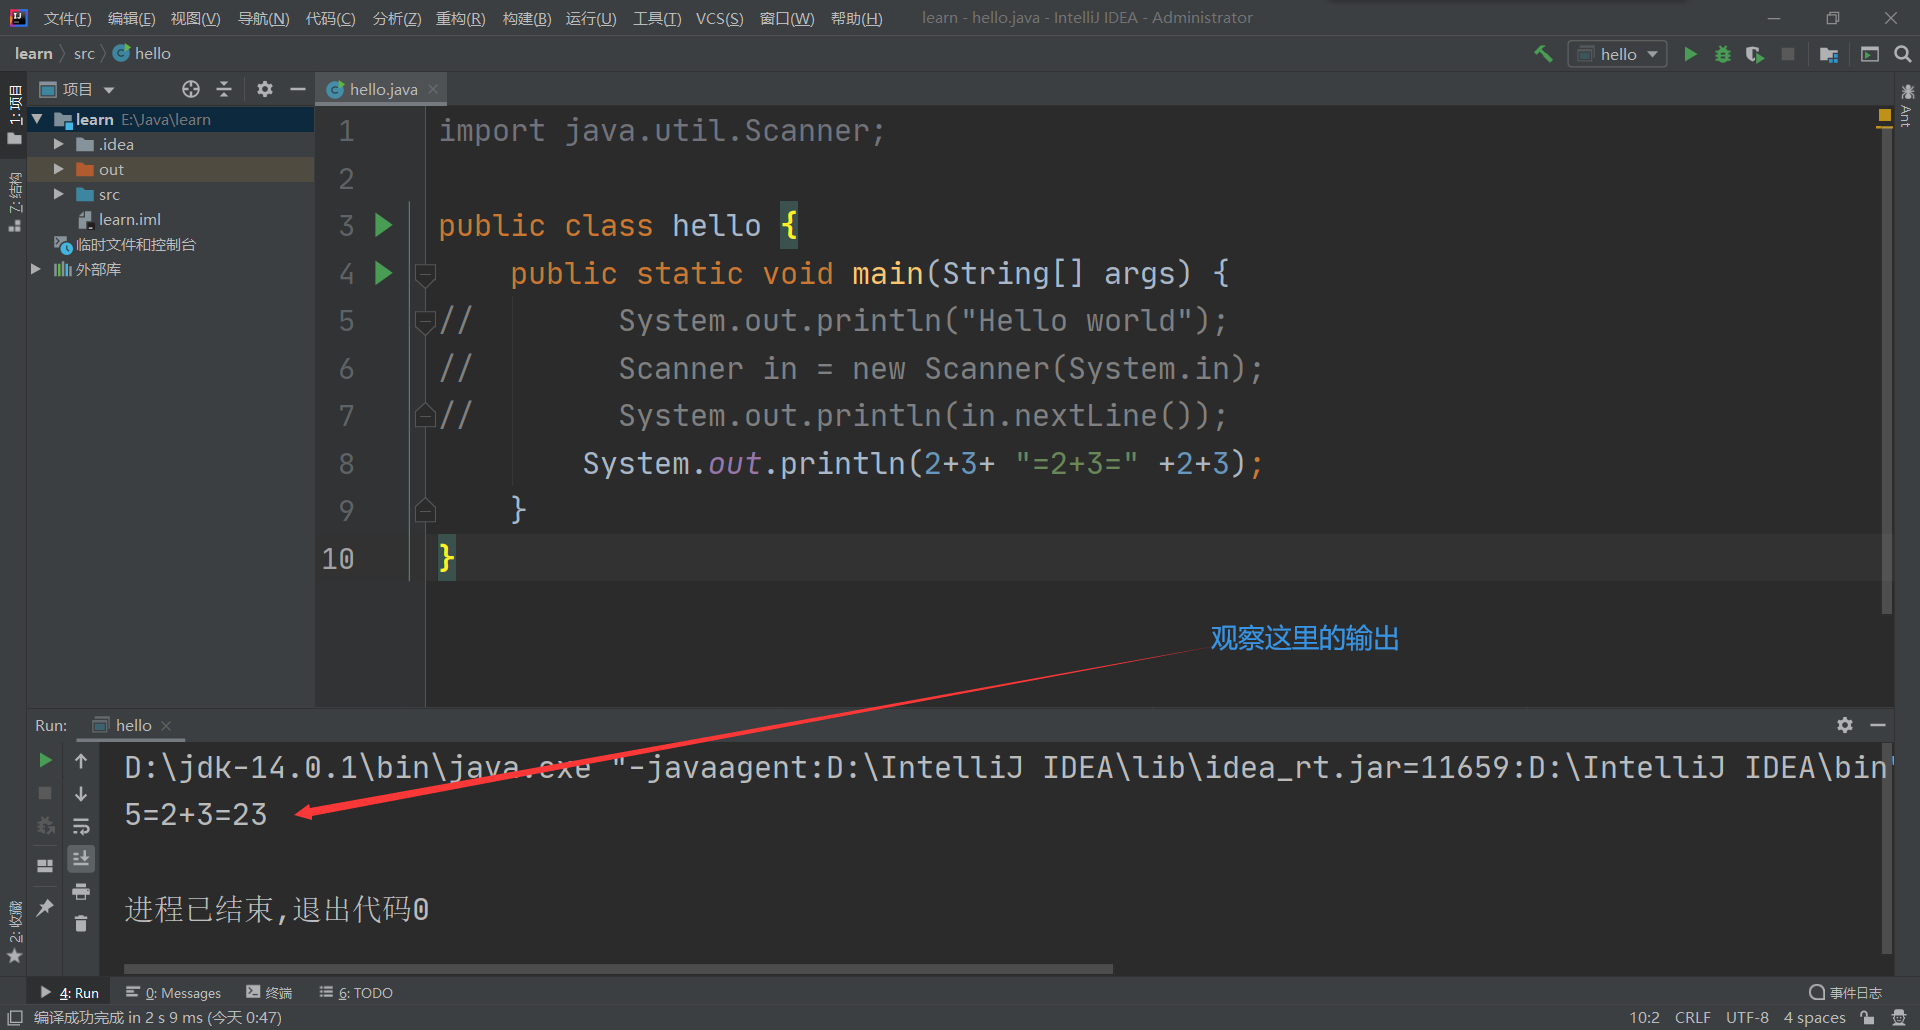 文件(F) 编辑(E) 视图(V) 导航(N) 代码(C) 分析(Z) 重构(R) 构建(B) 运行(U) 工具(T) VCS(S) 窗口(W) 帮助(H) learn - hello.java - IntelliJ IDEA - Administrator
learn src hello hello
1: 项目
项目
hello.java
learn E:\Java\learn
.idea
out
src
learn.iml
临时文件和控制台
外部库
Z: 结构
Ant
1 import java.util.Scanner;
2
3 public class hello {
4 public static void main(String[] args) {
5 // System.out.println("Hello world");
6 // Scanner in = new Scanner(System.in);
7 // System.out.println(in.nextLine());
8 System.out.println(2+3+ "=2+3=" +2+3);
9 }
10 }
观察这里的输出
Run: hello
D:\jdk-14.0.1\bin\java.exe "-javaagent:D:\IntelliJ IDEA\lib\idea_rt.jar=11659:D:\IntelliJ IDEA\bin"
5=2+3=23
进程已结束,退出代码0
2: 收藏
4: Run 0: Messages 终端 6: TODO 事件日志
编译成功完成 in 2 s 9 ms (今天 0:47) 10:2 CRLF UTF-8 4 spaces